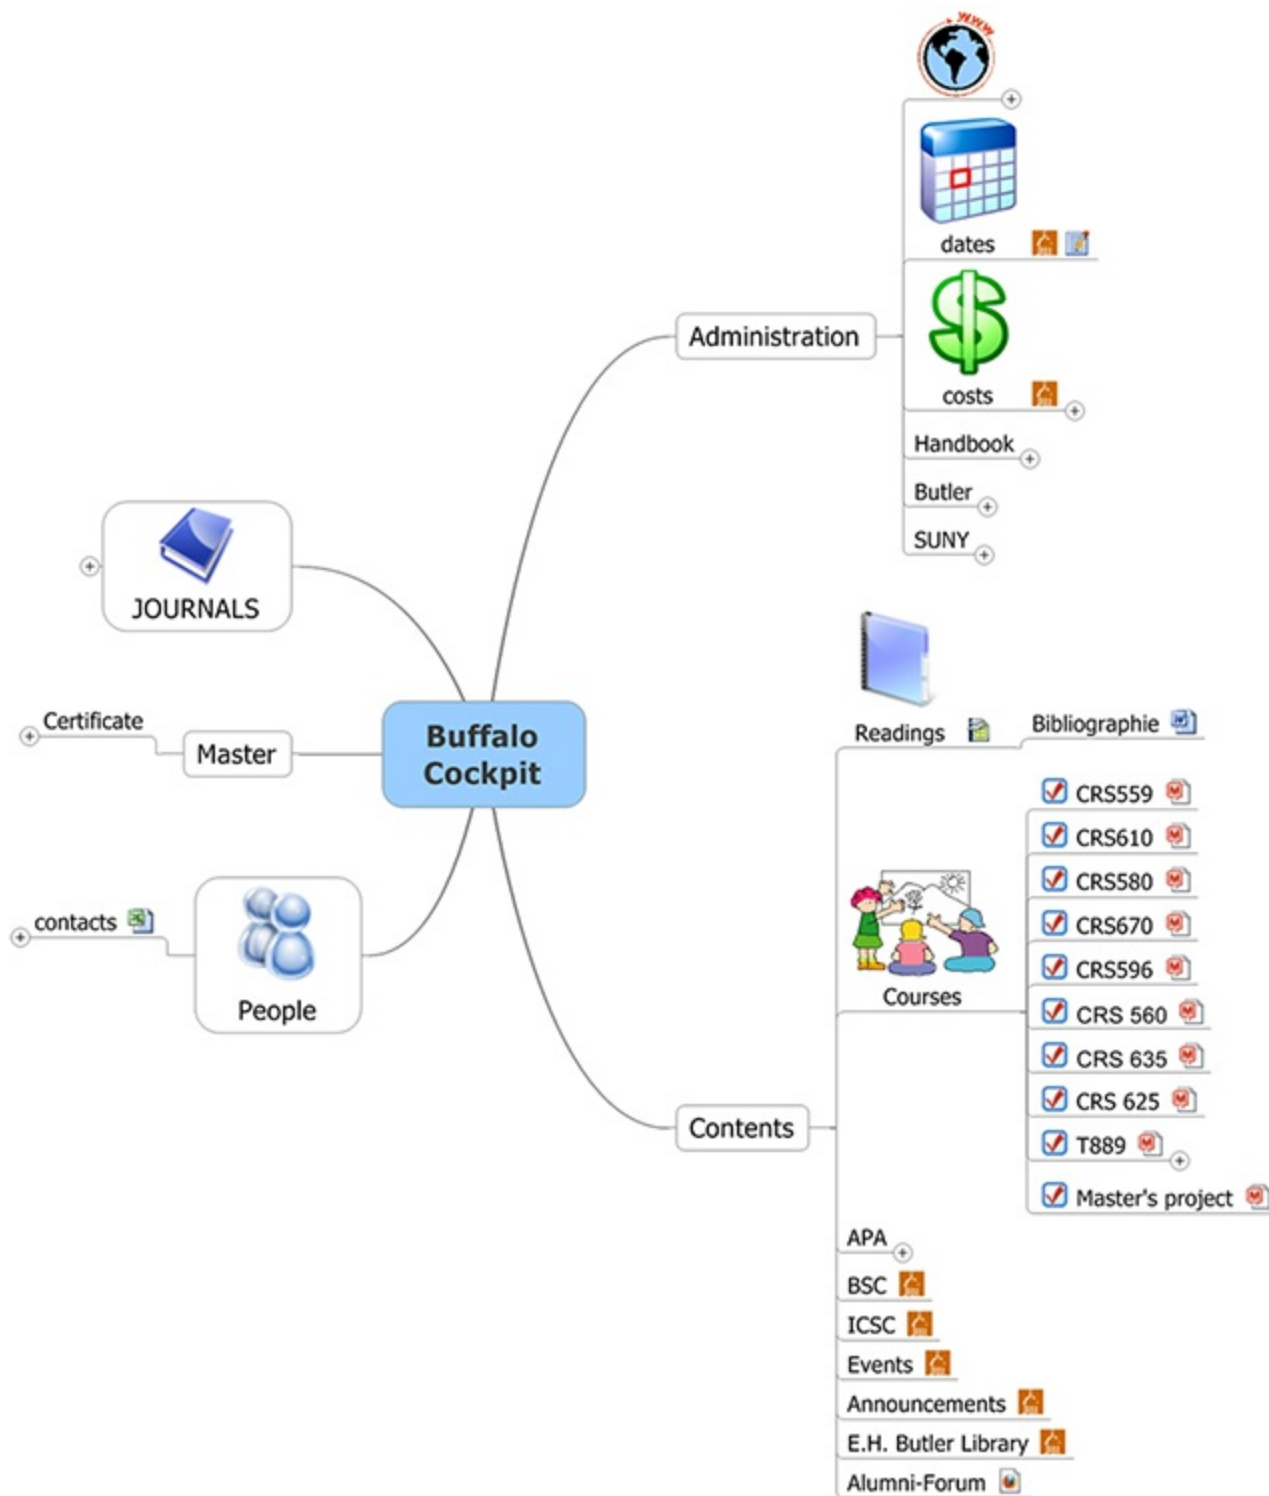 www
dates
costs
Administration
Handbook
Butler
SUNY
JOURNALS
Certificate
Master
Buffalo
Cockpit
contacts
People
Readings
Bibliographie
Courses
CRS559
CRS610
CRS580
CRS670
CRS596
CRS 560
CRS 635
CRS 625
T889
Master's project
Contents
APA
BSC
ICSC
Events
Announcements
E.H. Butler Library
Alumni-Forum